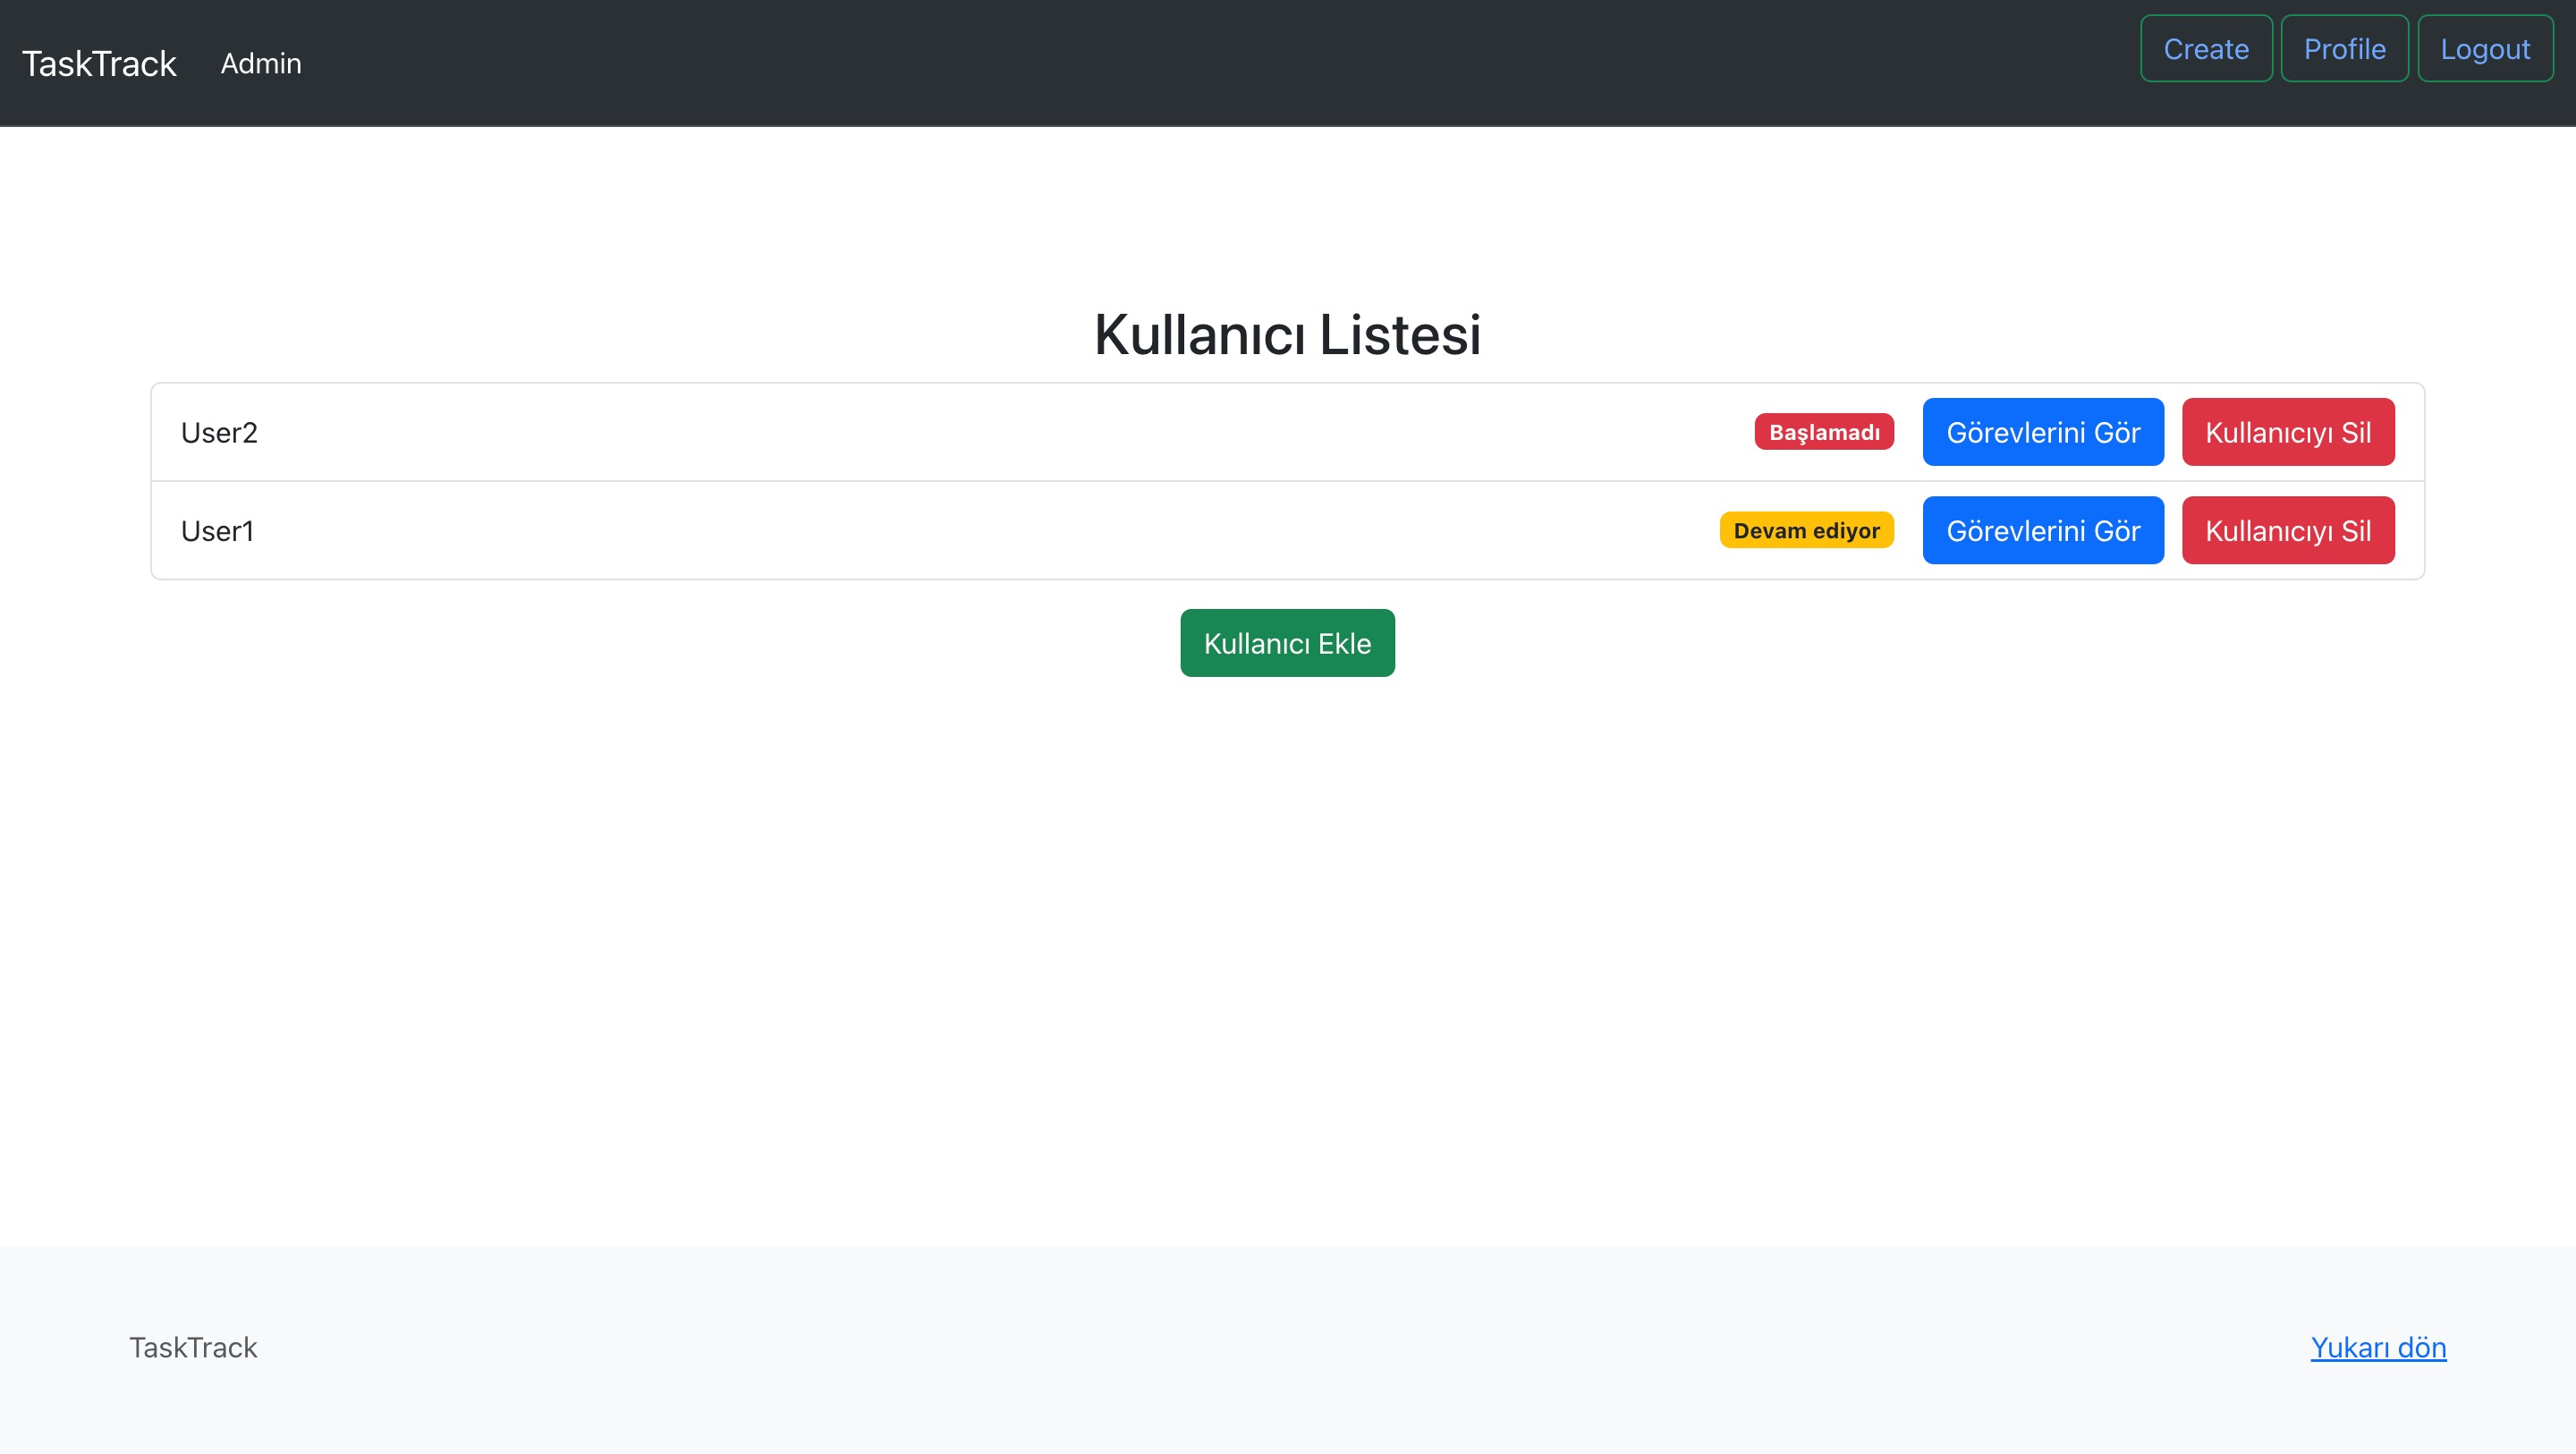 TaskTrack Admin Create Profile Logout
Kullanıcı Listesi
User2 Başlamadı Görevlerini Gör Kullanıcıyı Sil
User1 Devam ediyor Görevlerini Gör Kullanıcıyı Sil
Kullanıcı Ekle
TaskTrack Yukarı dön